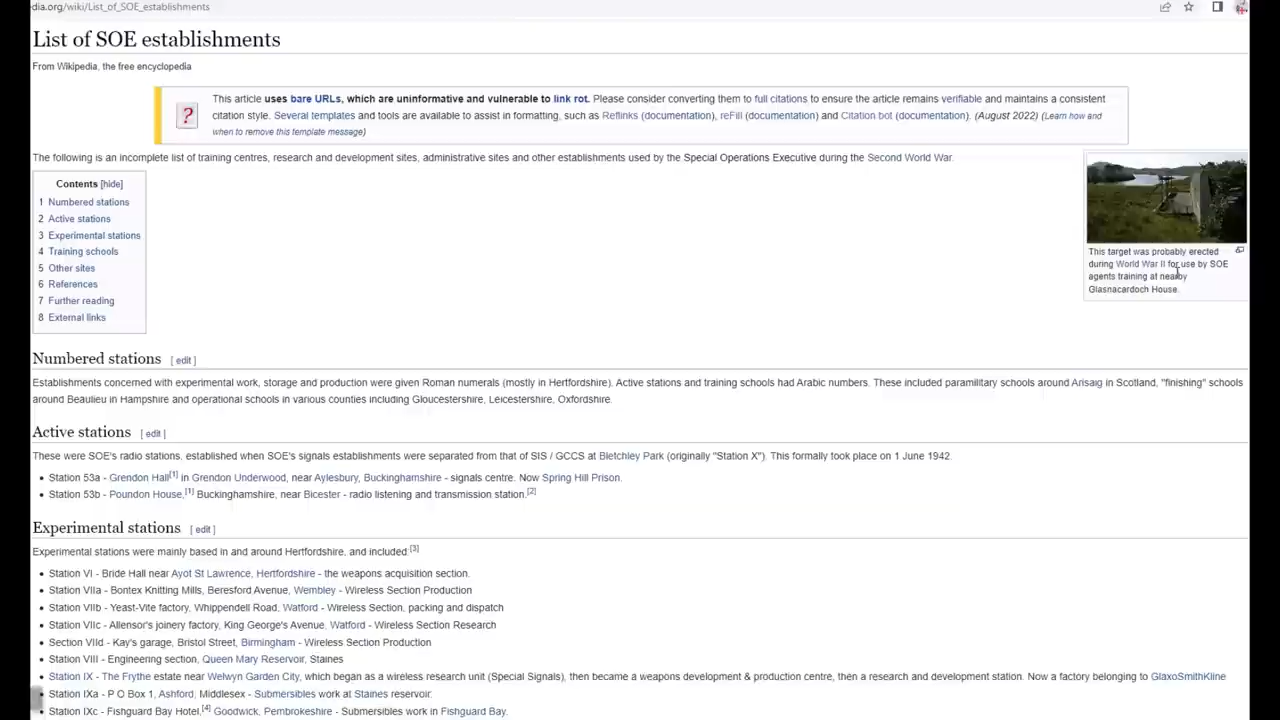 dia.org/wiki/List_of_SOE_establishments
List of SOE establishments
From Wikipedia, the free encyclopedia
This article uses bare URLs, which are uninformative and vulnerable to link rot. Please consider converting them to full citations to ensure the article remains verifiable and maintains a consistent
citation style. Several templates and tools are available to assist in formatting, such as Reflinks (documentation), reFill (documentation) and Citation bot (documentation). (August 2022) (Learn how and
when to remove this template message)
The following is an incomplete list of training centres, research and development sites, administrative sites and other establishments used by the Special Operations Executive during the Second World War.
Contents [hide]
1 Numbered stations
2 Active stations
3 Experimental stations
4 Training schools
5 Other sites
6 References
7 Further reading
8 External links
This target was probably erected
during World War II for use by SOE
agents training at nearby
Glasnacardoch House.
Numbered stations [ edit ]
Establishments concerned with experimental work, storage and production were given Roman numerals (mostly in Hertfordshire). Active stations and training schools had Arabic numbers. These included paramilitary schools around Arisaig in Scotland, "finishing" schools
around Beaulieu in Hampshire and operational schools in various counties including Gloucestershire, Leicestershire, Oxfordshire.
Active stations [ edit ]
These were SOE's radio stations, established when SOE's signals establishments were separated from that of SIS / GCCS at Bletchley Park (originally "Station X"). This formally took place on 1 June 1942.
• Station 53a - Grendon Hall[1] in Grendon Underwood, near Aylesbury, Buckinghamshire - signals centre. Now Spring Hill Prison.
• Station 53b - Poundon House,[1] Buckinghamshire, near Bicester - radio listening and transmission station.[2]
Experimental stations [ edit ]
Experimental stations were mainly based in and around Hertfordshire, and included:[3]
• Station VI - Bride Hall near Ayot St Lawrence, Hertfordshire - the weapons acquisition section.
• Station VIIa - Bontex Knitting Mills, Beresford Avenue, Wembley - Wireless Section Production
• Station VIIb - Yeast-Vite factory, Whippendell Road, Watford - Wireless Section, packing and dispatch
• Station VIIc - Allensor's joinery factory, King George's Avenue, Watford - Wireless Section Research
• Section VIId - Kay's garage, Bristol Street, Birmingham - Wireless Section Production
• Station VIII - Engineering section, Queen Mary Reservoir, Staines
• Station IX - The Frythe estate near Welwyn Garden City, which began as a wireless research unit (Special Signals), then became a weapons development & production centre, then a research and development station. Now a factory belonging to GlaxoSmithKline
• Station IXa - P O Box 1, Ashford, Middlesex - Submersibles work at Staines reservoir.
• Station IXc - Fishguard Bay Hotel,[4] Goodwick, Pembrokeshire - Submersibles work in Fishguard Bay.